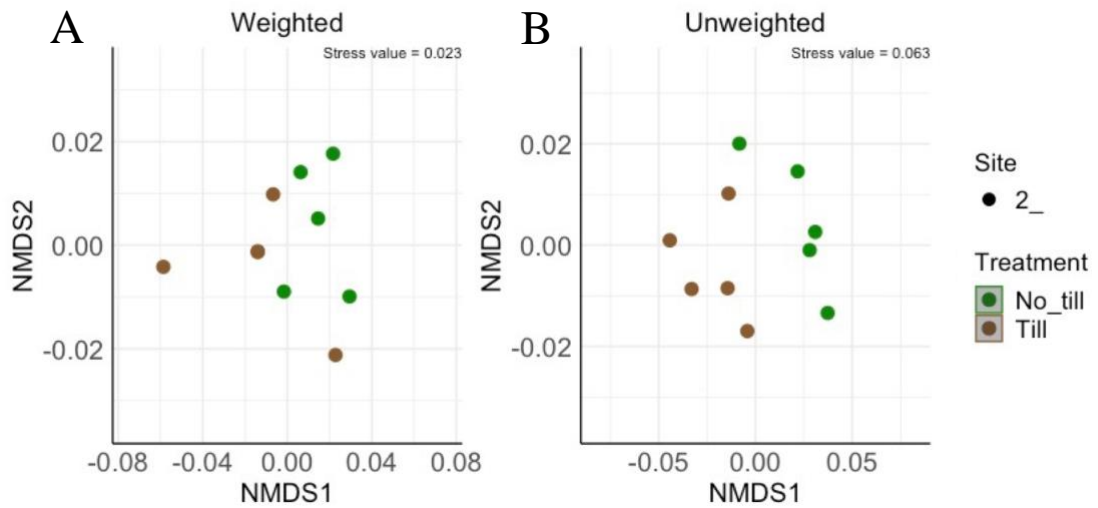 A
Weighted
Stress value = 0.023
NMDS2
0.02
0.00
-0.02
-0.08
-0.04
0.00
0.04
0.08
NMDS1
B
Unweighted
Stress value = 0.063
NMDS2
0.02
0.00
-0.02
-0.05
0.00
0.05
NMDS1
Site
2_
Treatment
No_till
Till